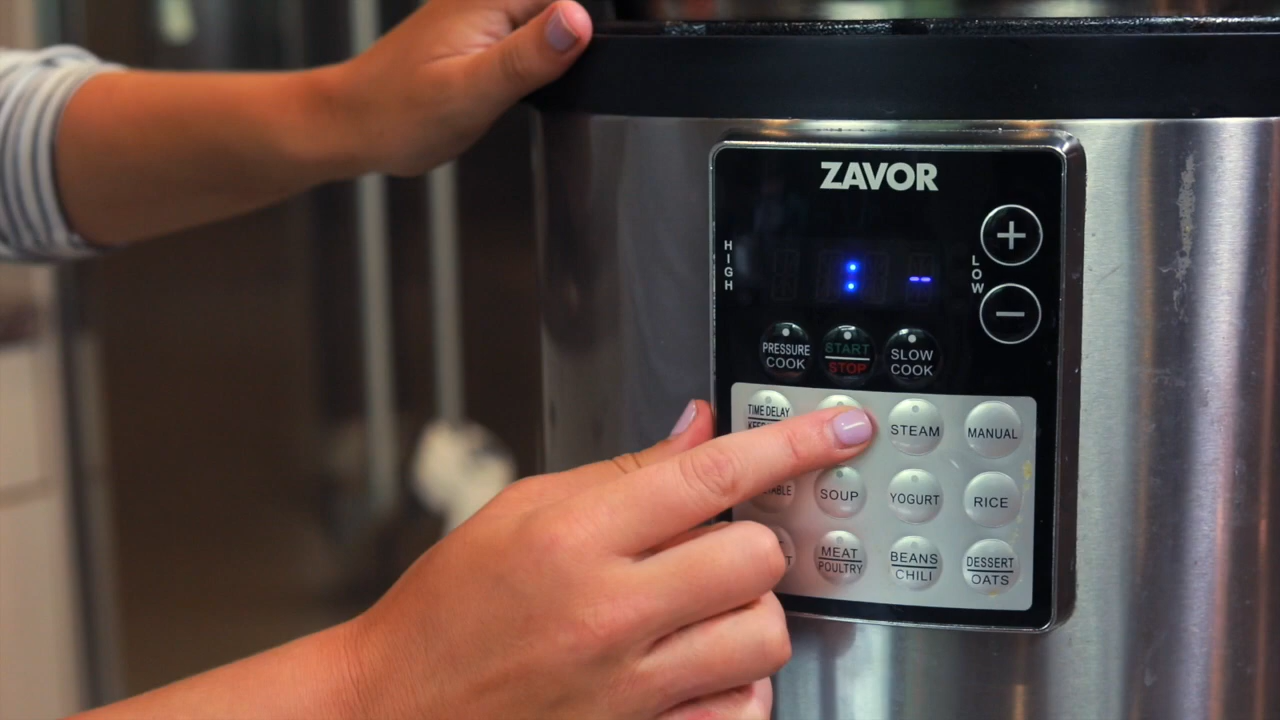 ZAVOR
HIGH
LOW
+
−
PRESSURE
COOK
START
STOP
SLOW
COOK
TIME DELAY
STEAM
MANUAL
SOUP
YOGURT
RICE
MEAT
POULTRY
BEANS
CHILI
DESSERT
OATS